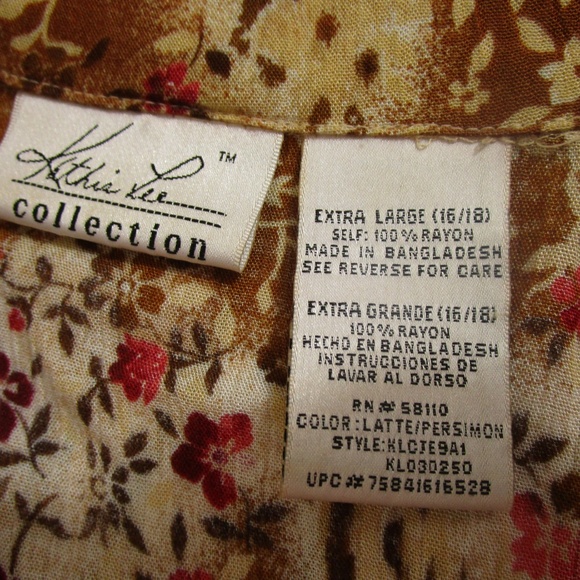 Kathie Lee ™
collection
EXTRA LARGE (16/18)
SELF: 100% RAYON
MADE IN BANGLADESH
SEE REVERSE FOR CARE
EXTRA GRANDE (16/18)
100% RAYON
HECHO EN BANGLADESH
INSTRUCCIONES DE
LAVAR AL DORSO
RN# 58110
COLOR: LATTE/PERSIMON
STYLE: KLCJE9A1
KL030250
UPC# 75841616528